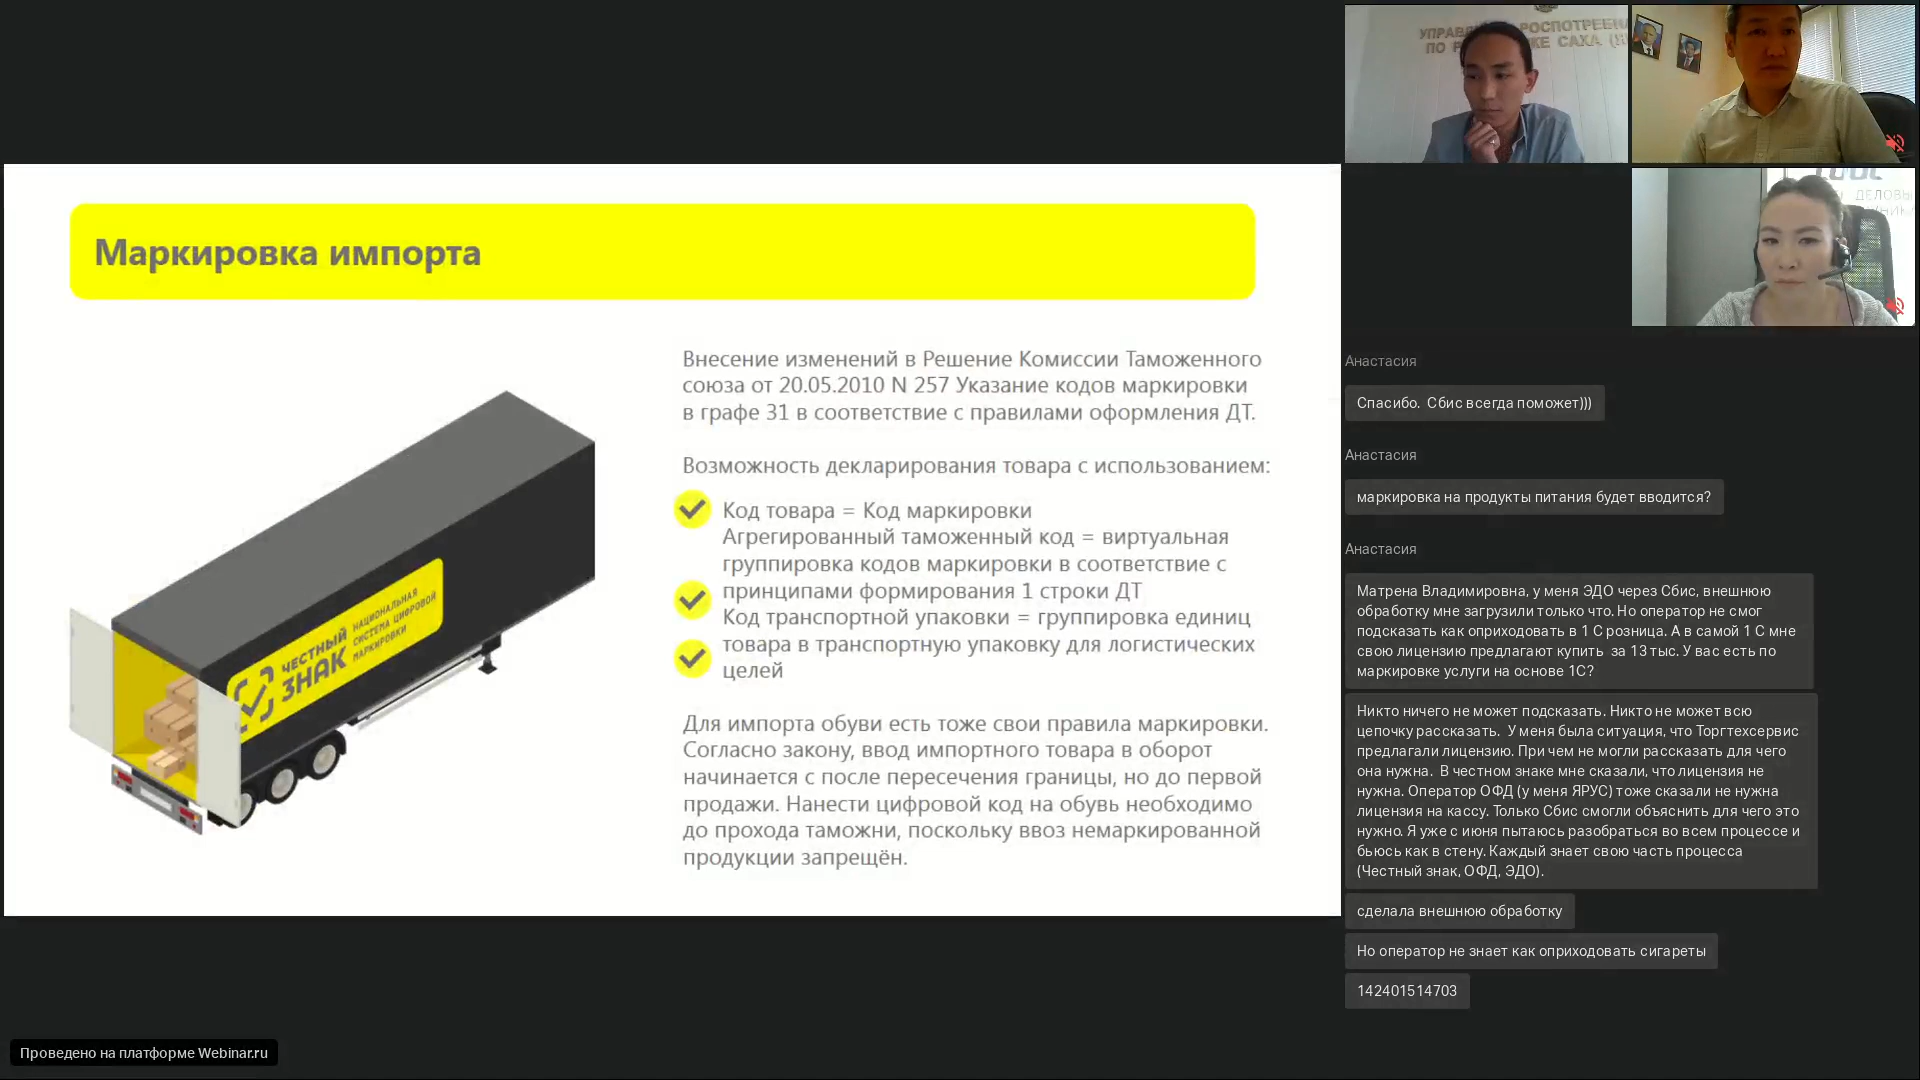 УПРАВЛ
РОСПОТРЕБН
ПО Р
КЕ САХА (Я
ДЕЛОВЫ
Маркировка импорта
Внесение изменений в Решение Комиссии Таможенного
союза от 20.05.2010 N 257 Указание кодов маркировки
в графе 31 в соответствие с правилами оформления ДТ.
Возможность декларирования товара с использованием:
Код товара = Код маркировки
Агрегированный таможенный код = виртуальная
группировка кодов маркировки в соответствие с
принципами формирования 1 строки ДТ
Код транспортной упаковки = группировка единиц
товара в транспортную упаковку для логистических
целей
Для импорта обуви есть тоже свои правила маркировки.
Согласно закону, ввод импортного товара в оборот
начинается с после пересечения границы, но до первой
продажи. Нанести цифровой код на обувь необходимо
до прохода таможни, поскольку ввоз немаркированной
продукции запрещён.
ЧЕСТНЫЙ
ЗНАК
НАЦИОНАЛЬНАЯ
СИСТЕМА ЦИФРОВОЙ
МАРКИРОВКИ
Анастасия
Спасибо. Сбис всегда поможет)))
Анастасия
маркировка на продукты питания будет вводится?
Анастасия
Матрена Владимировна, у меня ЭДО через Сбис, внешнюю
обработку мне загрузили только что. Но оператор не смог
подсказать как оприходовать в 1 С розница. А в самой 1 С мне
свою лицензию предлагают купить за 13 тыс. У вас есть по
маркировке услуги на основе 1С?
Никто ничего не может подсказать. Никто не может всю
цепочку рассказать. У меня была ситуация, что Торгтехсервис
предлагали лицензию. При чем не могли рассказать для чего
она нужна. В честном знаке мне сказали, что лицензия не
нужна. Оператор ОФД (у меня ЯРУС) тоже сказали не нужна
лицензия на кассу. Только Сбис смогли объяснить для чего это
нужно. Я уже с июня пытаюсь разобраться во всем процессе и
бьюсь как в стену. Каждый знает свою часть процесса
(Честный знак, ОФД, ЭДО).
сделала внешнюю обработку
Но оператор не знает как оприходовать сигареты
142401514703
Проведено на платформе Webinar.ru